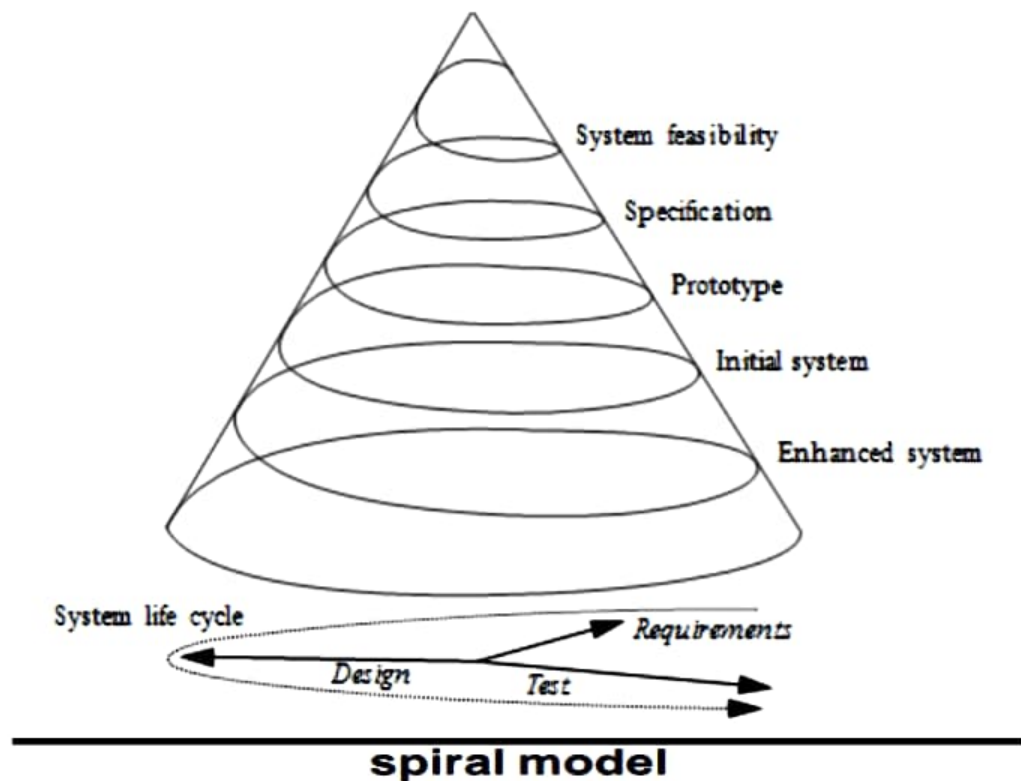 System feasibility
Specification
Prototype
Initial system
Enhanced system
System life cycle
Requirements
Design
Test
spiral model